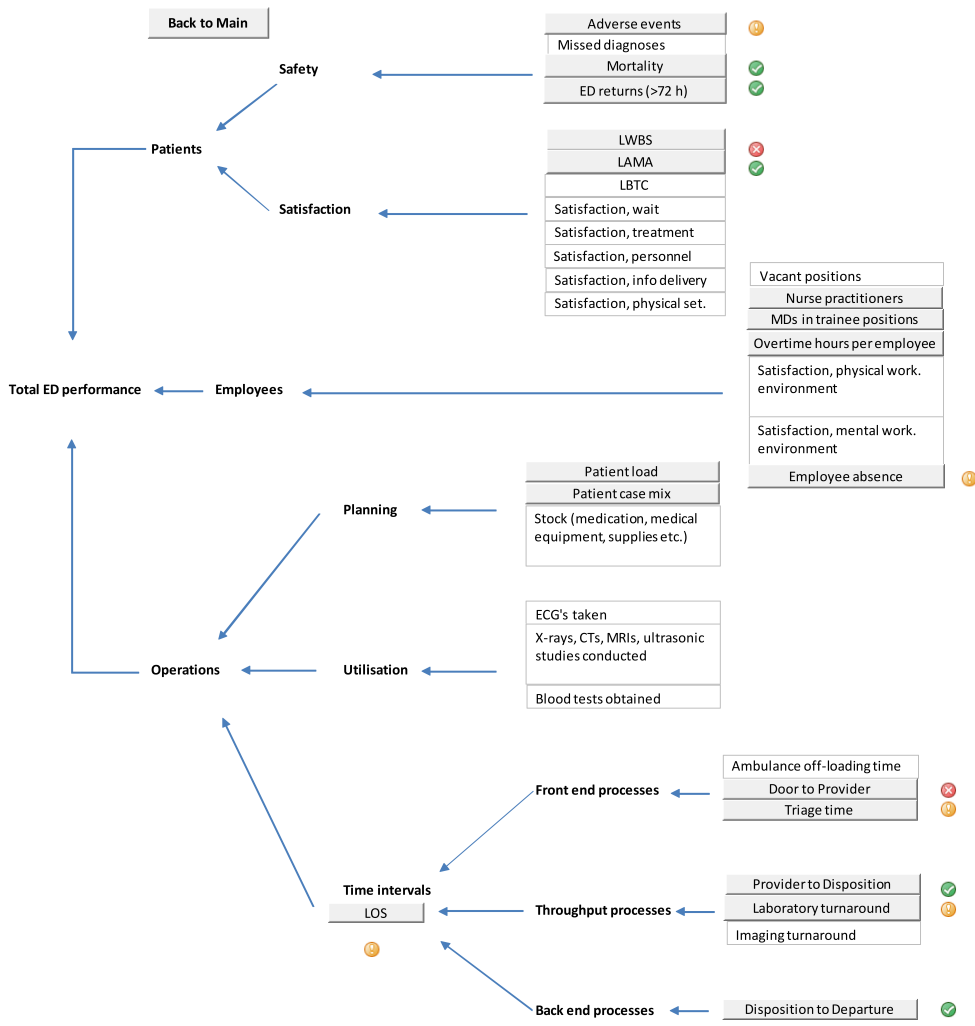 Back to Main
Adverse events
Missed diagnoses
Safety
Mortality
ED returns (>72 h)
Patients
LWBS
LAMA
LBTC
Satisfaction
Satisfaction, wait
Satisfaction, treatment
Satisfaction, personnel
Satisfaction, info delivery
Satisfaction, physical set.
Vacant positions
Nurse practitioners
MDs in trainee positions
Overtime hours per employee
Total ED performance
Employees
Satisfaction, physical work.
environment
Satisfaction, mental work.
environment
Employee absence
Planning
Patient load
Patient case mix
Stock (medication, medical
equipment, supplies etc.)
Operations
Utilisation
ECG's taken
X-rays, CTs, MRIs, ultrasonic
studies conducted
Blood tests obtained
Front end processes
Ambulance off-loading time
Door to Provider
Triage time
Time intervals
LOS
Throughput processes
Provider to Disposition
Laboratory turnaround
Imaging turnaround
Back end processes
Disposition to Departure